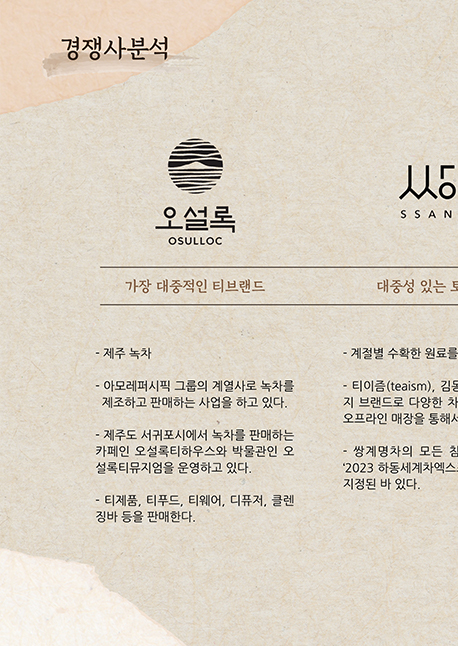 경쟁사분석
오설록
OSULLOC
가장 대중적인 티브랜드
- 제주 녹차
- 아모레퍼시픽 그룹의 계열사로 녹차를
제조하고 판매하는 사업을 하고 있다.
- 제주도 서귀포시에서 녹차를 판매하는
카페인 오설록티하우스와 박물관인 오
설록티뮤지엄을 운영하고 있다.
- 티제품, 티푸드, 티웨어, 디퓨저, 클렌
징바 등을 판매한다.
쌍
SSAN
대중성 있는
- 계절별 수확한 원료를
- 티이즘(teaism), 김동
지 브랜드로 다양한 차
오프라인 매장을 통해서
- 쌍계명차의 모든 침
'2023 하동세계차엑스
지정된 바 있다.